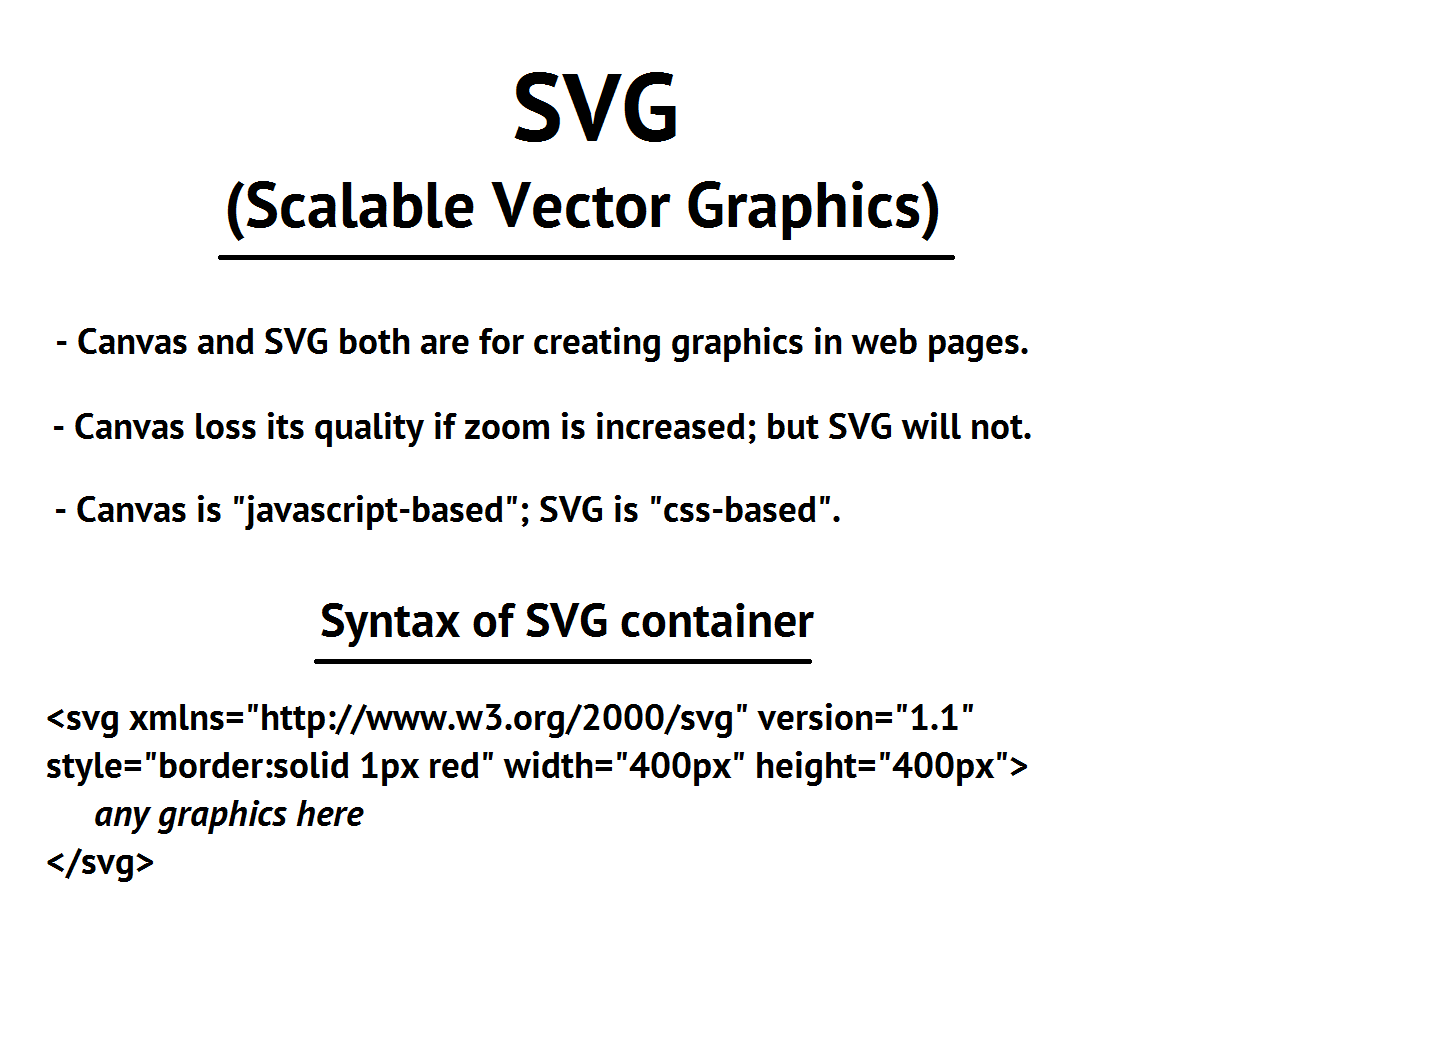 SVG
(Scalable Vector Graphics)
- Canvas and SVG both are for creating graphics in web pages.
- Canvas loss its quality if zoom is increased; but SVG will not.
- Canvas is "javascript-based"; SVG is "css-based".
Syntax of SVG container
<svg xmlns="http://www.w3.org/2000/svg" version="1.1"
style="border:solid 1px red" width="400px" height="400px">
any graphics here
</svg>